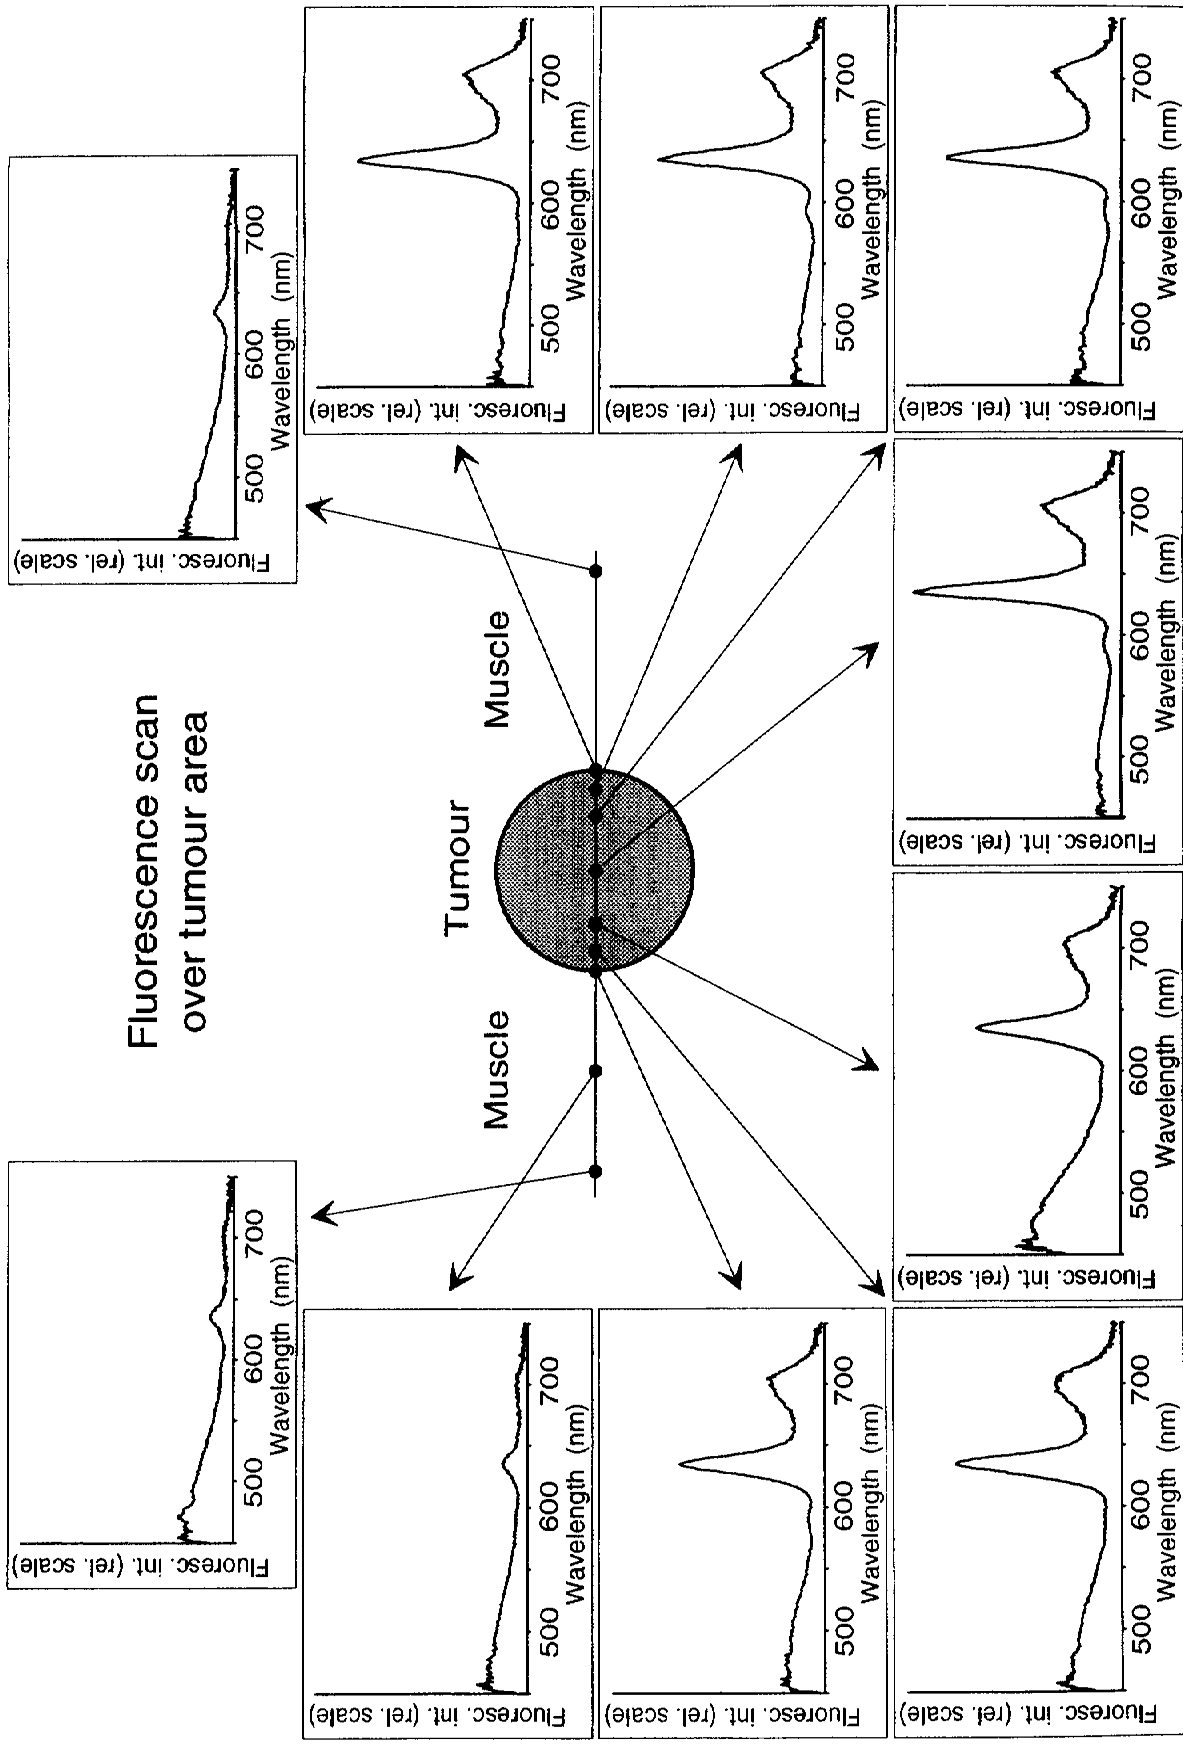 Fluorescence scan
over tumour area
Muscle
Tumour
Muscle
Fluoresc. int. (rel. scale)
500 600 700
Wavelength (nm)
Fluoresc. int. (rel. scale)
500 600 700
Wavelength (nm)
Fluoresc. int. (rel. scale)
500 600 700
Wavelength (nm)
Fluoresc. int. (rel. scale)
500 600 700
Wavelength (nm)
Fluoresc. int. (rel. scale)
500 600 700
Wavelength (nm)
Fluoresc. int. (rel. scale)
500 600 700
Wavelength (nm)
Fluoresc. int. (rel. scale)
500 600 700
Wavelength (nm)
Fluoresc. int. (rel. scale)
500 600 700
Wavelength (nm)
Fluoresc. int. (rel. scale)
500 600 700
Wavelength (nm)
Fluoresc. int. (rel. scale)
500 600 700
Wavelength (nm)